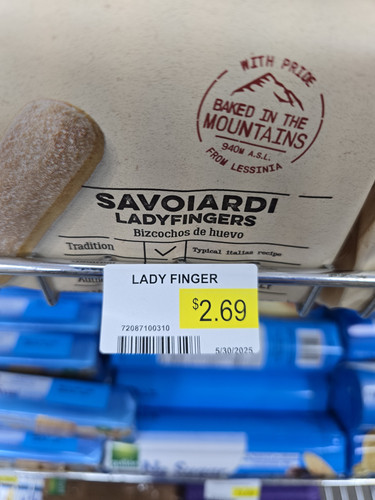 WITH PRIDE
BAKED IN THE
MOUNTAINS
940M A.S.L.
FROM LESSINIA
SAVOIARDI
LADYFINGERS
Bizcochos de huevo
Tradition
Typical Italian recipe
LADY FINGER
$2.69
72087100310
5/30/2025